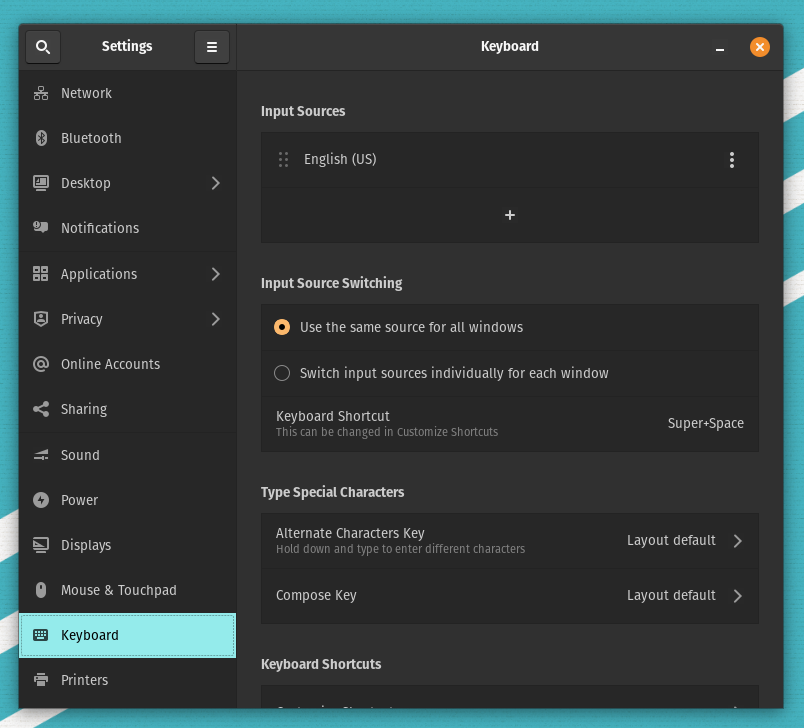 Settings
Keyboard
Network
Bluetooth
Desktop
Notifications
Applications
Privacy
Online Accounts
Sharing
Sound
Power
Displays
Mouse & Touchpad
Keyboard
Printers
Input Sources
English (US)
Input Source Switching
Use the same source for all windows
Switch input sources individually for each window
Keyboard Shortcut
This can be changed in Customize Shortcuts
Super+Space
Type Special Characters
Alternate Characters Key
Hold down and type to enter different characters
Layout default
Compose Key
Layout default
Keyboard Shortcuts